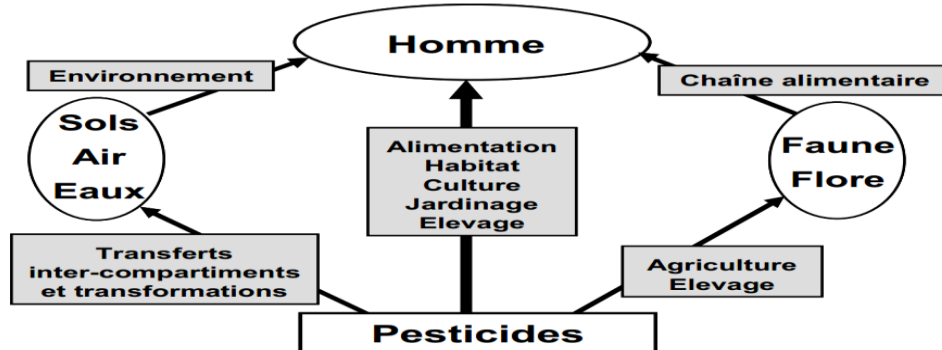 Homme
Environnement
Chaîne alimentaire
Sols
Air
Eaux
Alimentation
Habitat
Culture
Jardinage
Elevage
Faune
Flore
Transferts
inter-compartiments
et transformations
Agriculture
Elevage
Pesticides